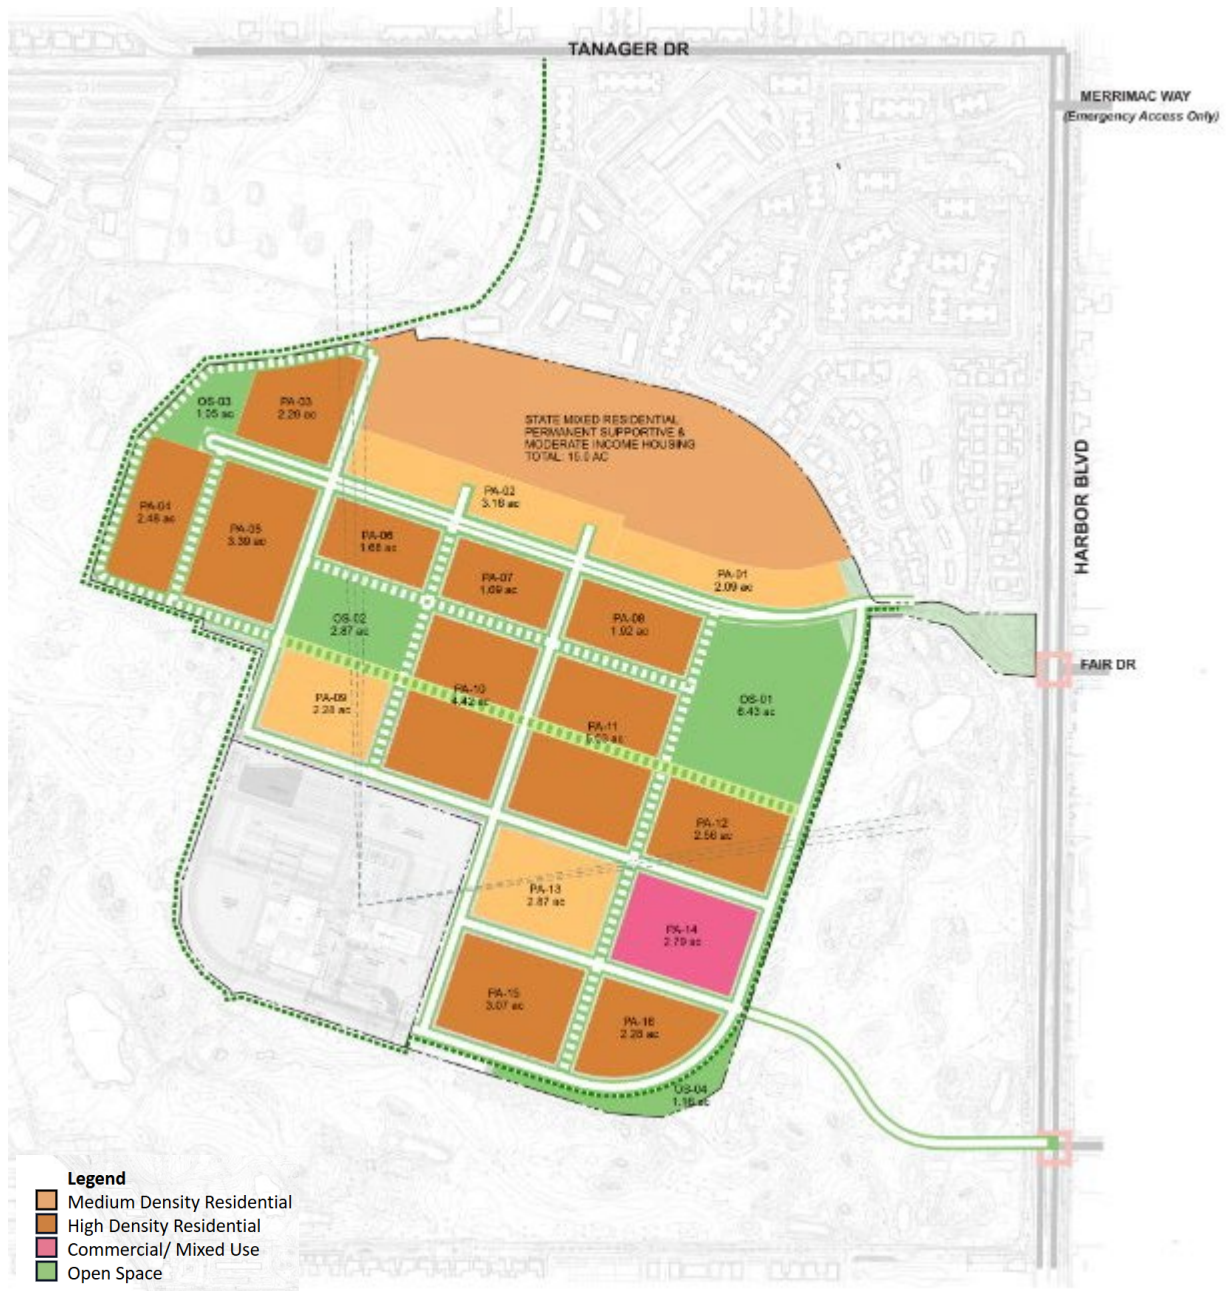 TANAGER DR
MERRIMAC WAY
(Emergency Access Only)
HARBOR BLVD
FAIR DR
STATE MIXED RESIDENTIAL
PERMANENT SUPPORTIVE &
MODERATE INCOME HOUSING
TOTAL: 15.0 AC
OS-03
1.05 ac
PA-03
2.28 ac
PA-04
2.48 ac
PA-05
3.39 ac
PA-02
3.16 ac
PA-06
1.68 ac
PA-07
1.69 ac
PA-01
2.09 ac
PA-08
1.92 ac
OS-02
2.87 ac
PA-09
2.28 ac
PA-10
4.42 ac
OS-01
6.43 ac
PA-11
ac
PA-12
2.56 ac
PA-13
2.87 ac
PA-14
2.79 ac
PA-15
3.07 ac
PA-16
2.28 ac
OS-04
1.16 ac
Legend
Medium Density Residential
High Density Residential
Commercial/ Mixed Use
Open Space